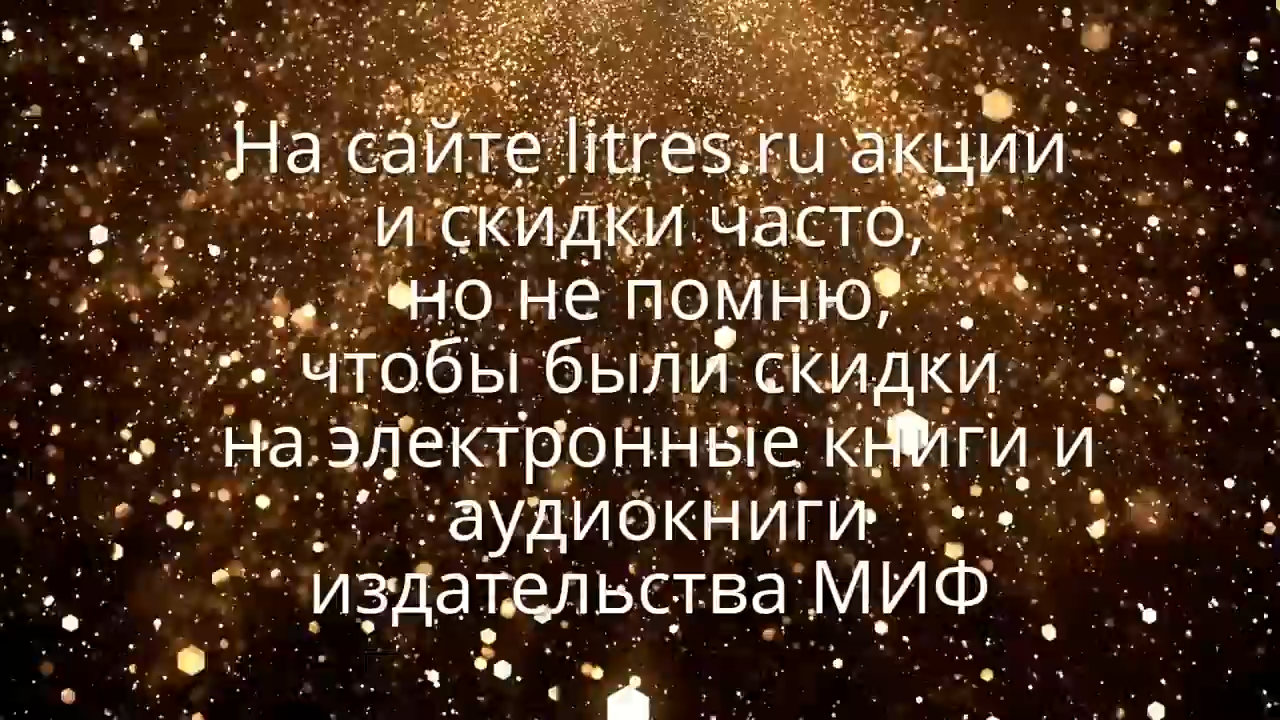 На сайте litres.ru акции
и скидки часто,
но не помню,
чтобы были скидки
на электронные книги и
аудиокниги
издательства МИФ